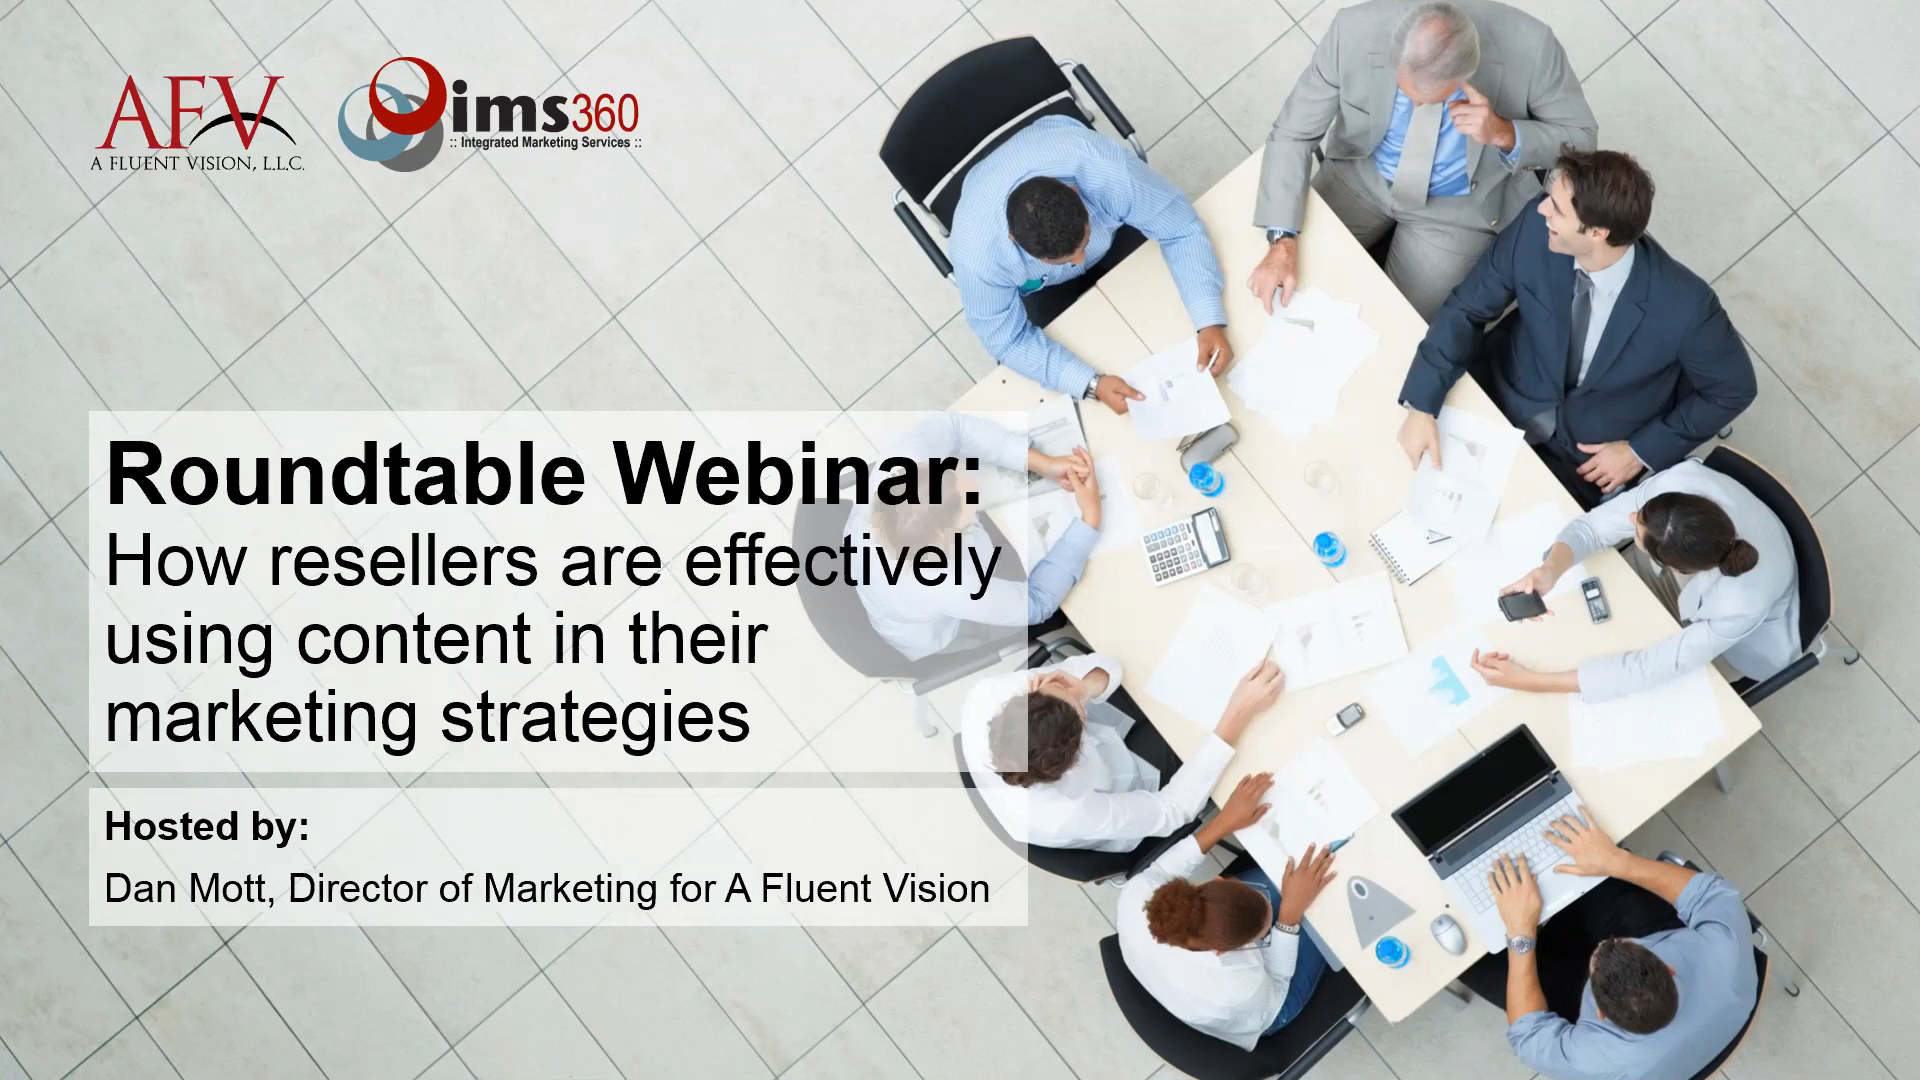 AFV
A FLUENT VISION, L.L.C.
ims360
:: Integrated Marketing Services ::
Roundtable Webinar:
How resellers are effectively
using content in their
marketing strategies
Hosted by:
Dan Mott, Director of Marketing for A Fluent Vision